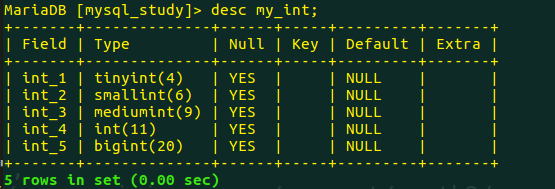 MariaDB [mysql_study]> desc my_int;
+-------+--------------+------+-----+---------+-------+
| Field | Type         | Null | Key | Default | Extra |
+-------+--------------+------+-----+---------+-------+
| int_1 | tinyint(4)   | YES  |     | NULL    |       |
| int_2 | smallint(6)  | YES  |     | NULL    |       |
| int_3 | mediumint(9) | YES  |     | NULL    |       |
| int_4 | int(11)      | YES  |     | NULL    |       |
| int_5 | bigint(20)   | YES  |     | NULL    |       |
+-------+--------------+------+-----+---------+-------+
5 rows in set (0.00 sec)